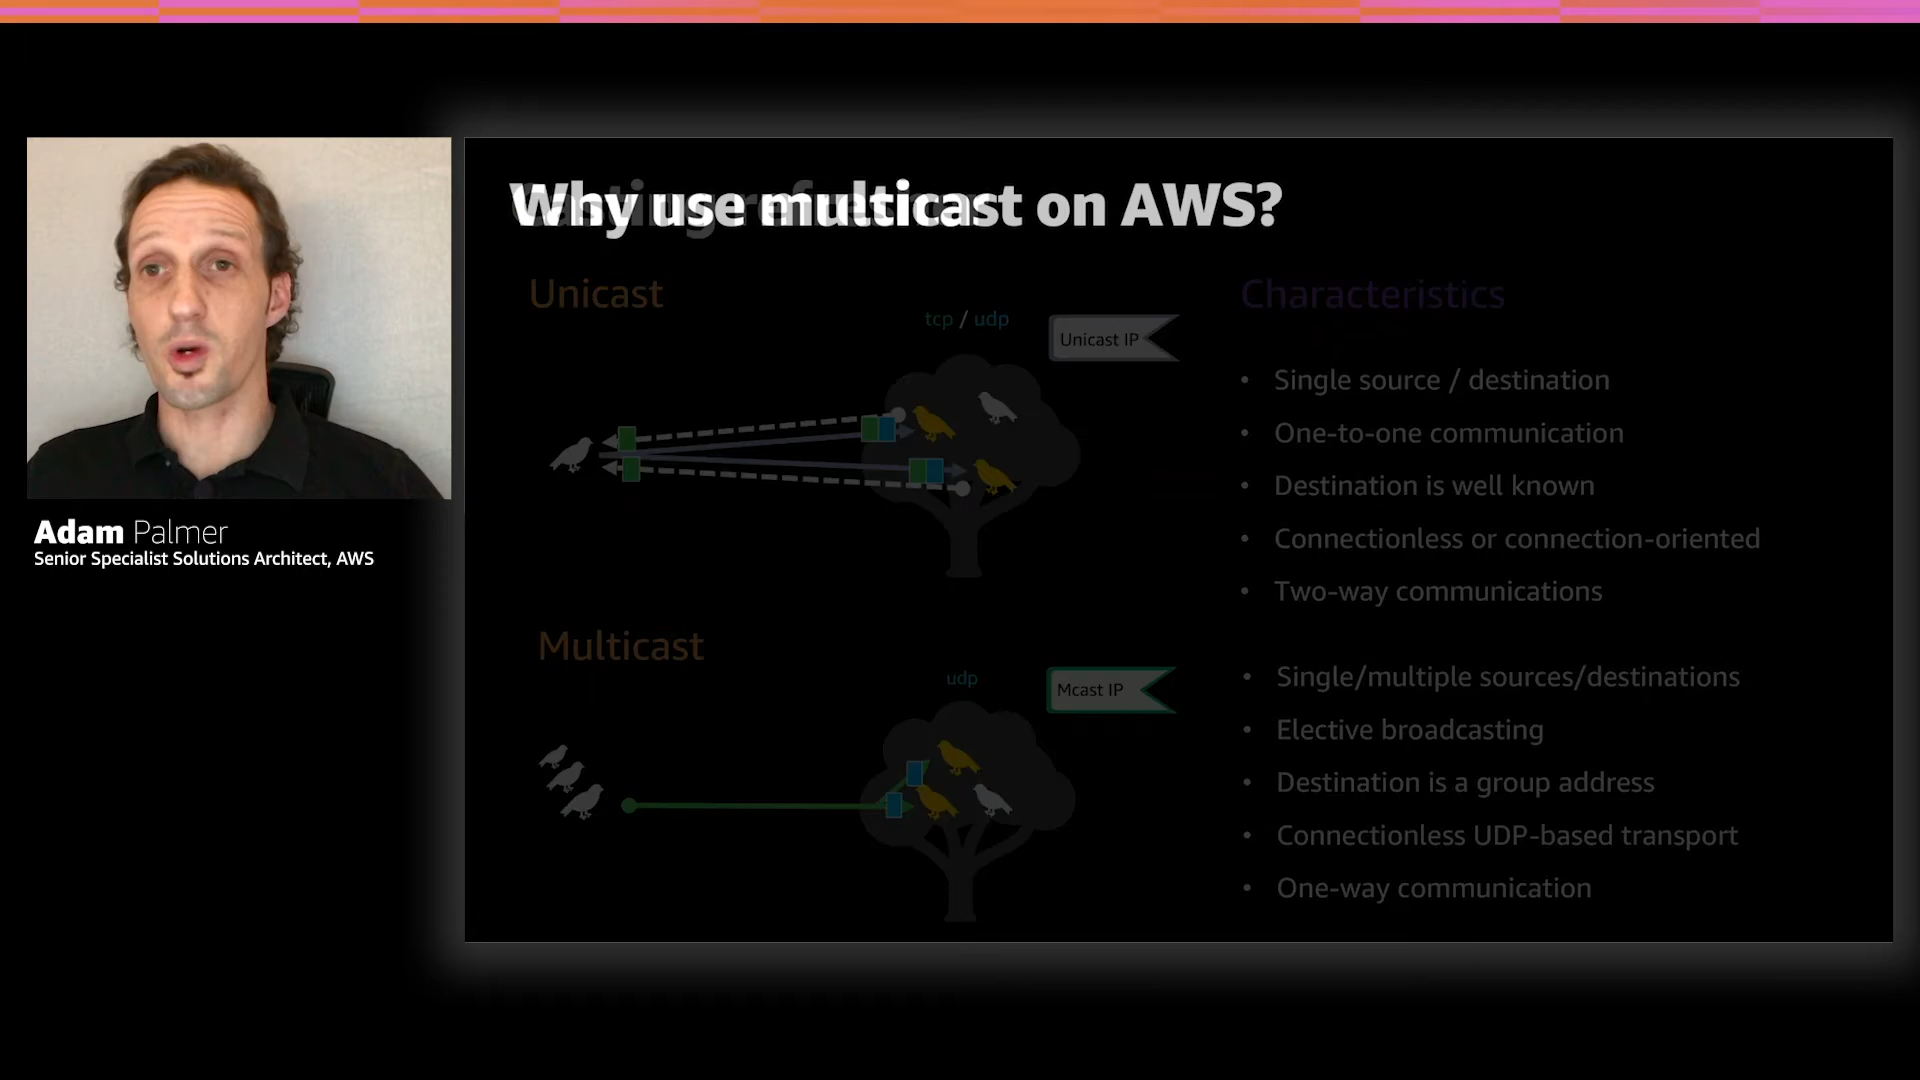 Why use multicast on AWS?
Unicast
tcp / udp
Unicast IP
Characteristics
• Single source / destination
• One-to-one communication
• Destination is well known
• Connectionless or connection-oriented
• Two-way communications
Adam Palmer
Senior Specialist Solutions Architect, AWS
Multicast
udp
Mcast IP
• Single/multiple sources/destinations
• Elective broadcasting
• Destination is a group address
• Connectionless UDP-based transport
• One-way communication